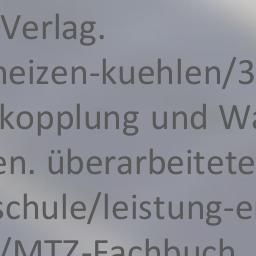 Verlag.
heizen-kuehlen/3
kopplung und Wa
en. überarbeitete
schule/leistung-e
/MTZ-Fachbuch